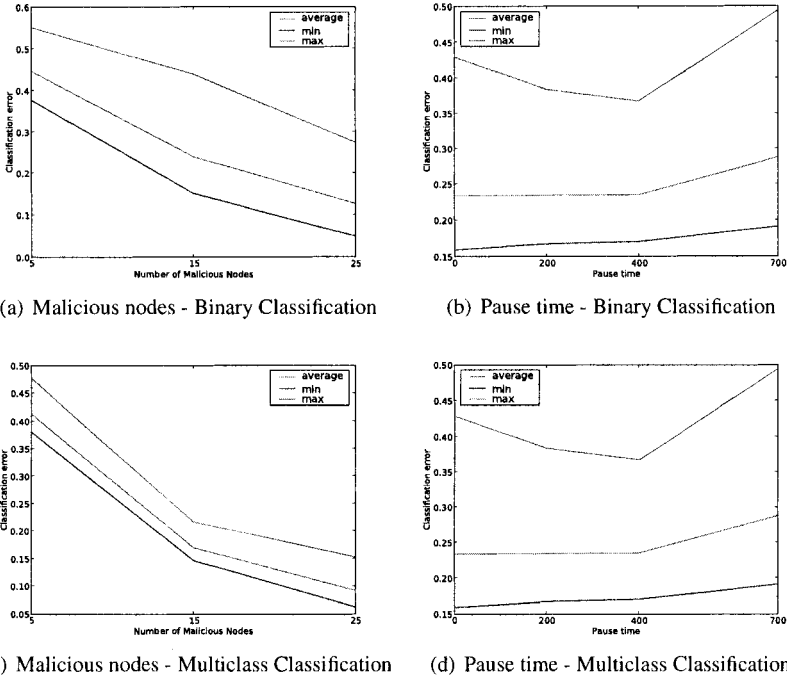 0.6
0.5
0.4
0.3
0.2
0.1
0.0
Classification error
average
min
max
5
15
25
Number of Malicious Nodes
(a) Malicious nodes - Binary Classification
0.50
0.45
0.40
0.35
0.30
0.25
0.20
0.15
Classification error
average
min
max
0
200
400
700
Pause time
(b) Pause time - Binary Classification
0.50
0.45
0.40
0.35
0.30
0.25
0.20
0.15
0.10
0.05
Classification error
average
min
max
5
15
25
Number of Malicious Nodes
) Malicious nodes - Multiclass Classification
0.50
0.45
0.40
0.35
0.30
0.25
0.20
0.15
Classification error
average
min
max
0
200
400
700
Pause time
(d) Pause time - Multiclass Classification